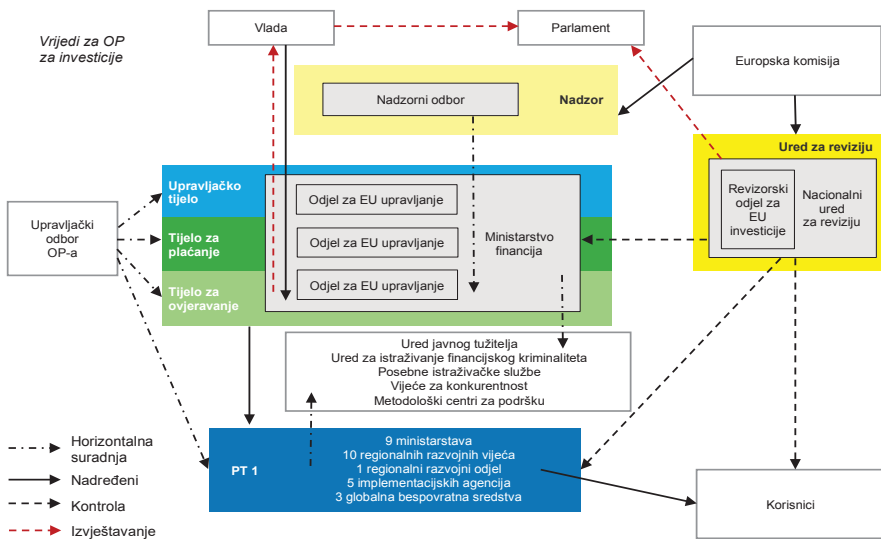 Vrijedi za OP
za investicije
Vlada
Parlament
Europska komisija
Nadzorni odbor
Nadzor
Ured za reviziju
Revizorski
odjel za
EU
investicije
Nacionalni
ured
za reviziju
Upravljački
odbor
OP-a
Upravljačko
tijelo
Odjel za EU upravljanje
Tijelo za
plaćanje
Odjel za EU upravljanje
Ministarstvo
financija
Tijelo za
ovjeravanje
Odjel za EU upravljanje
Ured javnog tužitelja
Ured za istraživanje financijskog kriminaliteta
Posebne istraživačke službe
Vijeće za konkurentnost
Metodološki centri za podršku
PT 1
9 ministarstava
10 regionalnih razvojnih vijeća
1 regionalni razvojni odjel
5 implementacijskih agencija
3 globalna bespovratna sredstva
Korisnici
Horizontalna
suradnja
Nadređeni
Kontrola
Izvještavanje